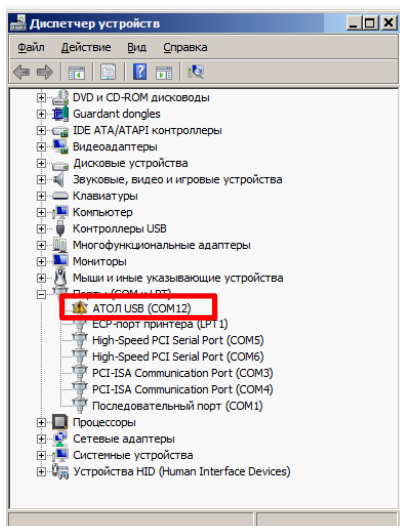 Диспетчер устройств
Файл Действие Вид Справка
DVD и CD-ROM дисководы
Guardant dongles
IDE ATA/ATAPI контроллеры
Видеоадаптеры
Дисковые устройства
Звуковые, видео и игровые устройства
Клавиатуры
Компьютер
Контроллеры USB
Многофункциональные адаптеры
Мониторы
Мыши и иные указывающие устройства
Порты (COM и LPT)
АТОЛ USB (COM12)
ECP-порт принтера (LPT1)
High-Speed PCI Serial Port (COM5)
High-Speed PCI Serial Port (COM6)
PCI-ISA Communication Port (COM3)
PCI-ISA Communication Port (COM4)
Последовательный порт (COM1)
Процессоры
Сетевые адаптеры
Системные устройства
Устройства HID (Human Interface Devices)